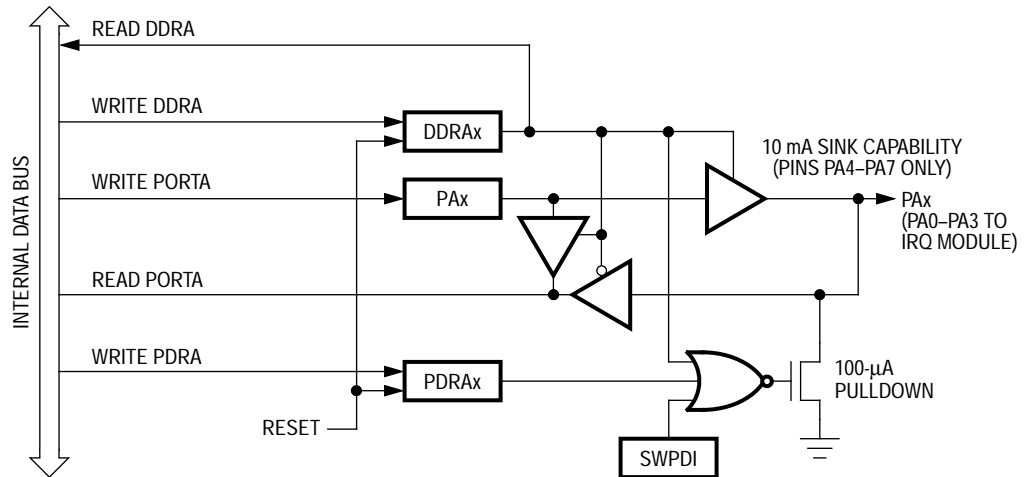 READ DDRA
WRITE DDRA
DDRAx
10 mA SINK CAPABILITY
(PINS PA4–PA7 ONLY)
WRITE PORTA
PAx
PAx
(PA0–PA3 TO
IRQ MODULE)
INTERNAL DATA BUS
READ PORTA
WRITE PDRA
PDRAx
100-µA
PULLDOWN
RESET
SWPDI